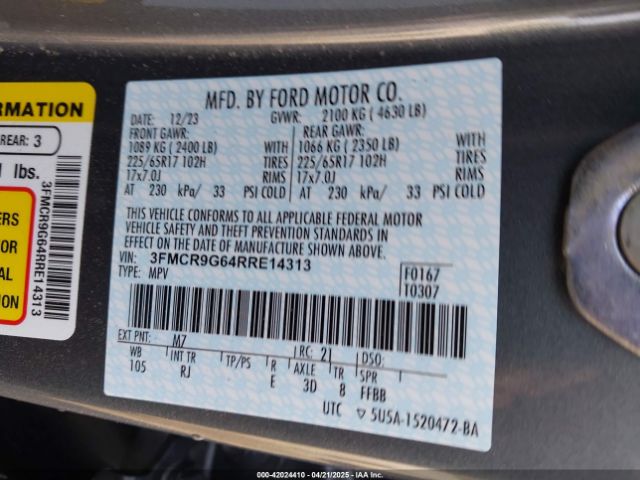 RMATION
REAR: 3
lbs.
ERS
OR
AL
ION
3FMCR9G64RRE14313
MFD. BY FORD MOTOR CO.
DATE: 12/23 GVWR: 2100 KG ( 4630 LB)
FRONT GAWR: REAR GAWR:
1089 KG ( 2400 LB) WITH 1066 KG ( 2350 LB) WITH
225/65R17 102H TIRES 225/65R17 102H TIRES
17x7.0J RIMS 17x7.0J RIMS
AT 230 kPa/ 33 PSI COLD AT 230 kPa/ 33 PSI COLD
THIS VEHICLE CONFORMS TO ALL APPLICABLE FEDERAL MOTOR
VEHICLE SAFETY AND THEFT PREVENTION STANDARDS IN
EFFECT ON THE DATE OF MANUFACTURE SHOWN ABOVE.
VIN: 3FMCR9G64RRE14313
TYPE: MPV
F0167
T0307
EXT PNT: M7 RC: 2 DSO:
WB INT TR TP/PS R AXLE TR SPR
105 RJ E 3D 8 FFBB
UTC ▽ 5U5A-1520472-BA
000-42024410 - 04/21/2025 - IAA Inc.